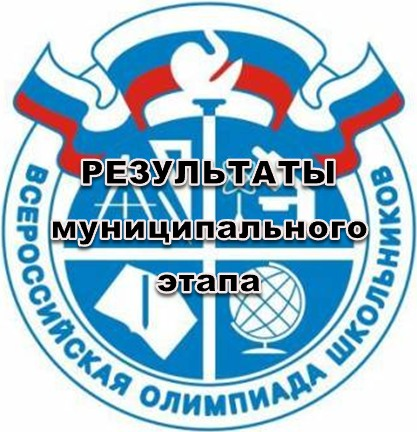 РЕЗУЛЬТАТЫ
муниципального
этапа
ВСЕРОССИЙСКАЯ ОЛИМПИАДА ШКОЛЬНИКОВ